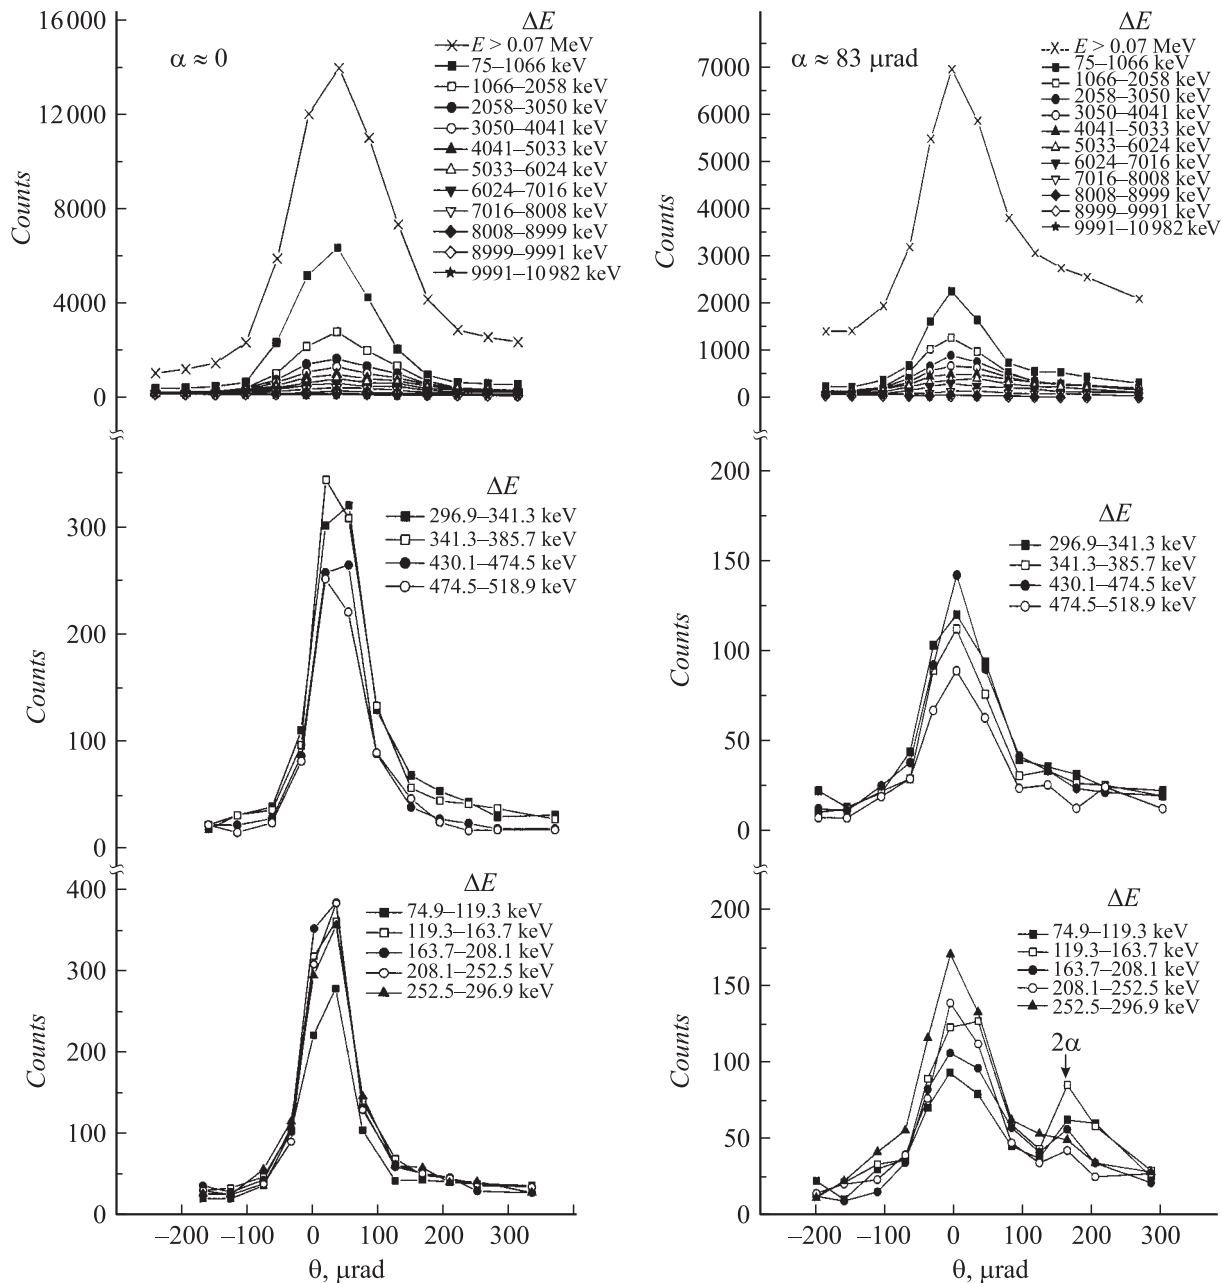 16 000
12 000
8000
4000
0
Counts
α ≈ 0
ΔE
E > 0.07 MeV
75–1066 keV
1066–2058 keV
2058–3050 keV
3050–4041 keV
4041–5033 keV
5033–6024 keV
6024–7016 keV
7016–8008 keV
8008–8999 keV
8999–9991 keV
9991–10 982 keV
7000
6000
5000
4000
3000
2000
1000
0
Counts
α ≈ 83 μrad
ΔE
E > 0.07 MeV
75–1066 keV
1066–2058 keV
2058–3050 keV
3050–4041 keV
4041–5033 keV
5033–6024 keV
6024–7016 keV
7016–8008 keV
8008–8999 keV
8999–9991 keV
9991–10 982 keV
300
200
100
0
Counts
ΔE
296.9–341.3 keV
341.3–385.7 keV
430.1–474.5 keV
474.5–518.9 keV
200
150
100
50
0
Counts
ΔE
296.9–341.3 keV
341.3–385.7 keV
430.1–474.5 keV
474.5–518.9 keV
400
300
200
100
0
Counts
ΔE
74.9–119.3 keV
119.3–163.7 keV
163.7–208.1 keV
208.1–252.5 keV
252.5–296.9 keV
−200 −100 0 100 200 300
θ, μrad
200
150
100
50
0
Counts
ΔE
74.9–119.3 keV
119.3–163.7 keV
163.7–208.1 keV
208.1–252.5 keV
252.5–296.9 keV
2α
−200 −100 0 100 200 300
θ, μrad